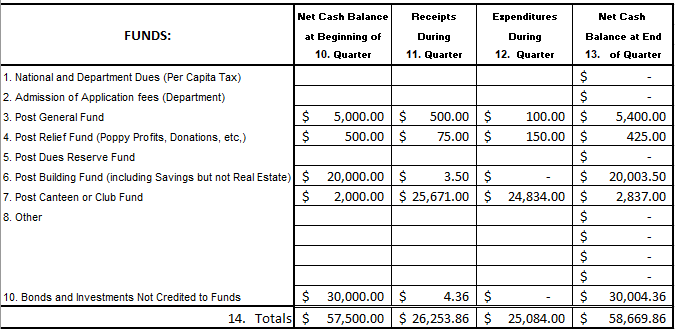 FUNDS: Net Cash Balance at Beginning of 10. Quarter Receipts During 11. Quarter Expenditures During 12. Quarter Net Cash Balance at End 13. of Quarter
1. National and Department Dues (Per Capita Tax) $ -
2. Admission of Application fees (Department) $ -
3. Post General Fund $ 5,000.00 $ 500.00 $ 100.00 $ 5,400.00
4. Post Relief Fund (Poppy Profits, Donations, etc,) $ 500.00 $ 75.00 $ 150.00 $ 425.00
5. Post Dues Reserve Fund $ -
6. Post Building Fund (including Savings but not Real Estate) $ 20,000.00 $ 3.50 $ - $ 20,003.50
7. Post Canteen or Club Fund $ 2,000.00 $ 25,671.00 $ 24,834.00 $ 2,837.00
8. Other $ -
$ -
$ -
$ -
10. Bonds and Investments Not Credited to Funds $ 30,000.00 $ 4.36 $ - $ 30,004.36
14. Totals $ 57,500.00 $ 26,253.86 $ 25,084.00 $ 58,669.86